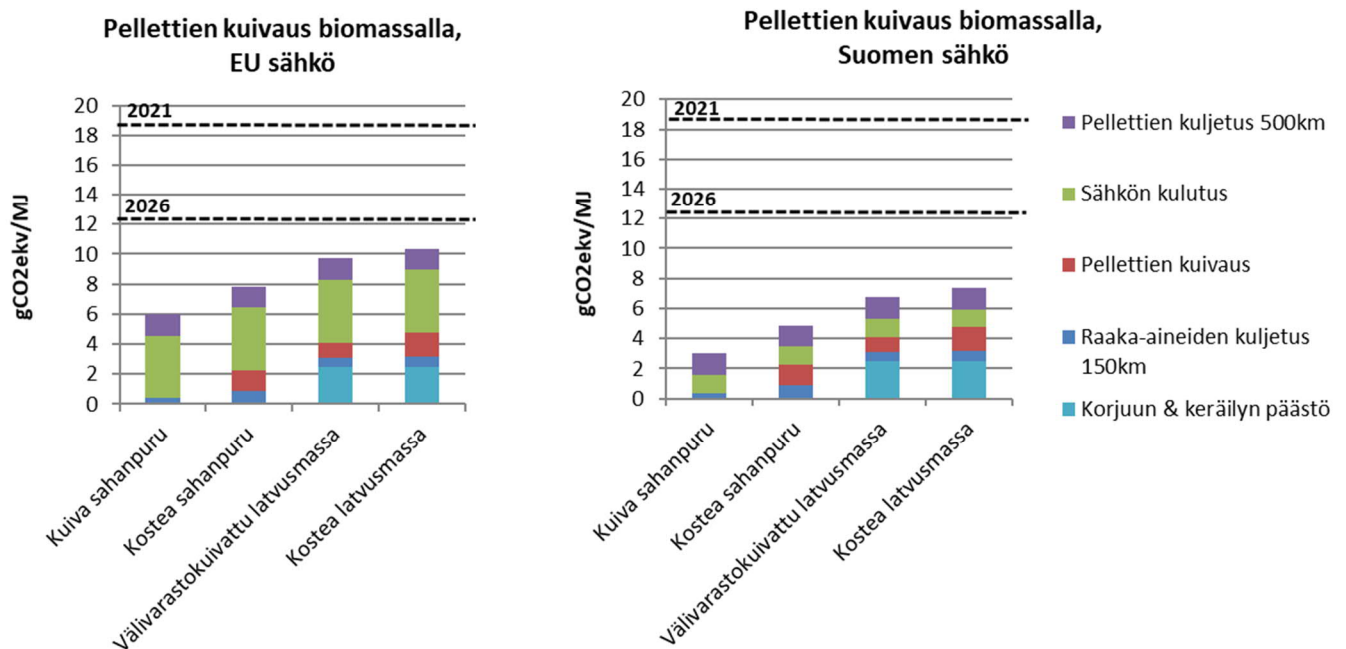 Pellettien kuivaus biomassalla,
EU sähkö
gCO2ekv/MJ
20
18
16
14
12
10
8
6
4
2
0
2021
2026
Kuiva sahanpuru
Kostea sahanpuru
Välivarastokuivattu latvusmassa
Kostea latvusmassa
Pellettien kuivaus biomassalla,
Suomen sähkö
gCO2ekv/MJ
20
18
16
14
12
10
8
6
4
2
0
2021
2026
Kuiva sahanpuru
Kostea sahanpuru
Välivarastokuivattu latvusmassa
Kostea latvusmassa
Pellettien kuljetus 500km
Sähkön kulutus
Pellettien kuivaus
Raaka-aineiden kuljetus
150km
Korjuun & keräilyn päästö